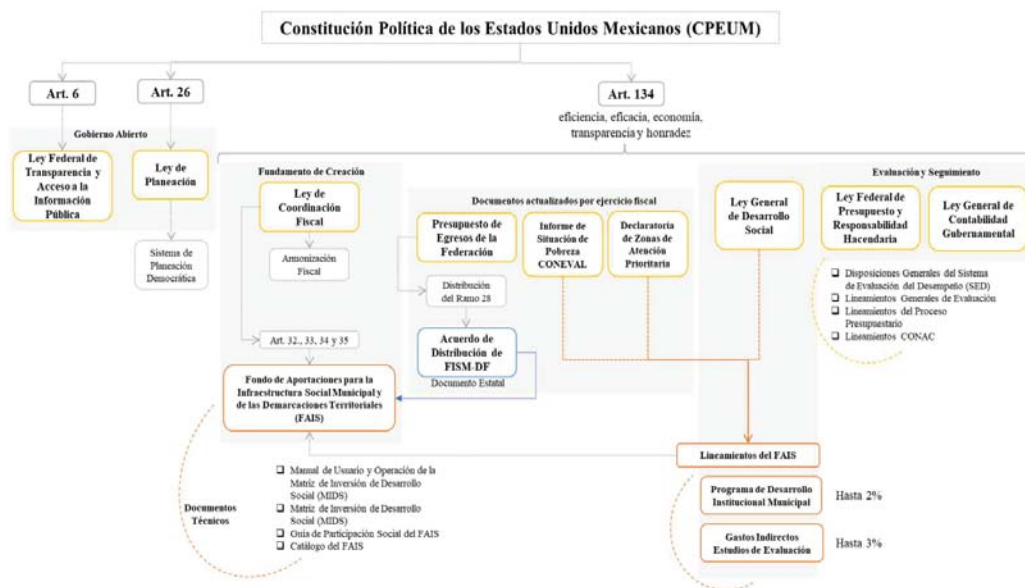 Constitución Política de los Estados Unidos Mexicanos (CPEUM)
Art. 6
Art. 26
Art. 134
eficiencia, eficacia, economía,
transparencia y honradez
Gobierno Abierto
Ley Federal de
Transparencia y
Acceso a la
Información
Pública
Ley de
Planeación
Sistema de
Planeación
Democrática
Fundamento de Creación
Ley de
Coordinación
Fiscal
Armonización
Fiscal
Art. 32., 33, 34 y 35
Fondo de Aportaciones para la
Infraestructura Social Municipal y
de las Demarcaciones Territoriales
(FAIS)
Documentos actualizados por ejercicio fiscal
Presupuesto de
Egresos de la
Federación
Informe de
Situación de
Pobreza CONEVAL
Declaratoria
de Zonas de
Atención
Prioritaria
Distribución
del Ramo 28
Acuerdo de
Distribución de
FISM-DF
Documento Estatal
Evaluación y Seguimiento
Ley General
de Desarrollo
Social
Ley Federal de
Presupuesto y
Responsabilidad
Hacendaria
Ley General de
Contabilidad
Gubernamental
❑ Disposiciones Generales del Sistema
de Evaluación del Desempeño (SED)
❑ Lineamientos Generales de Evaluación
❑ Lineamientos del Proceso
Presupuestario
❑ Lineamientos CONAC
Lineamientos del FAIS
Programa de Desarrollo
Institucional Municipal
Hasta 2%
Gastos Indirectos
Estudios de Evaluación
Hasta 3%
Documentos
Técnicos
❑ Manual de Usuario y Operación de la
Matriz de Inversión de Desarrollo
Social (MIDS)
❑ Matriz de Inversión de Desarrollo
Social (MIDS)
❑ Guía de Participación Social del FAIS
❑ Catálogo del FAIS